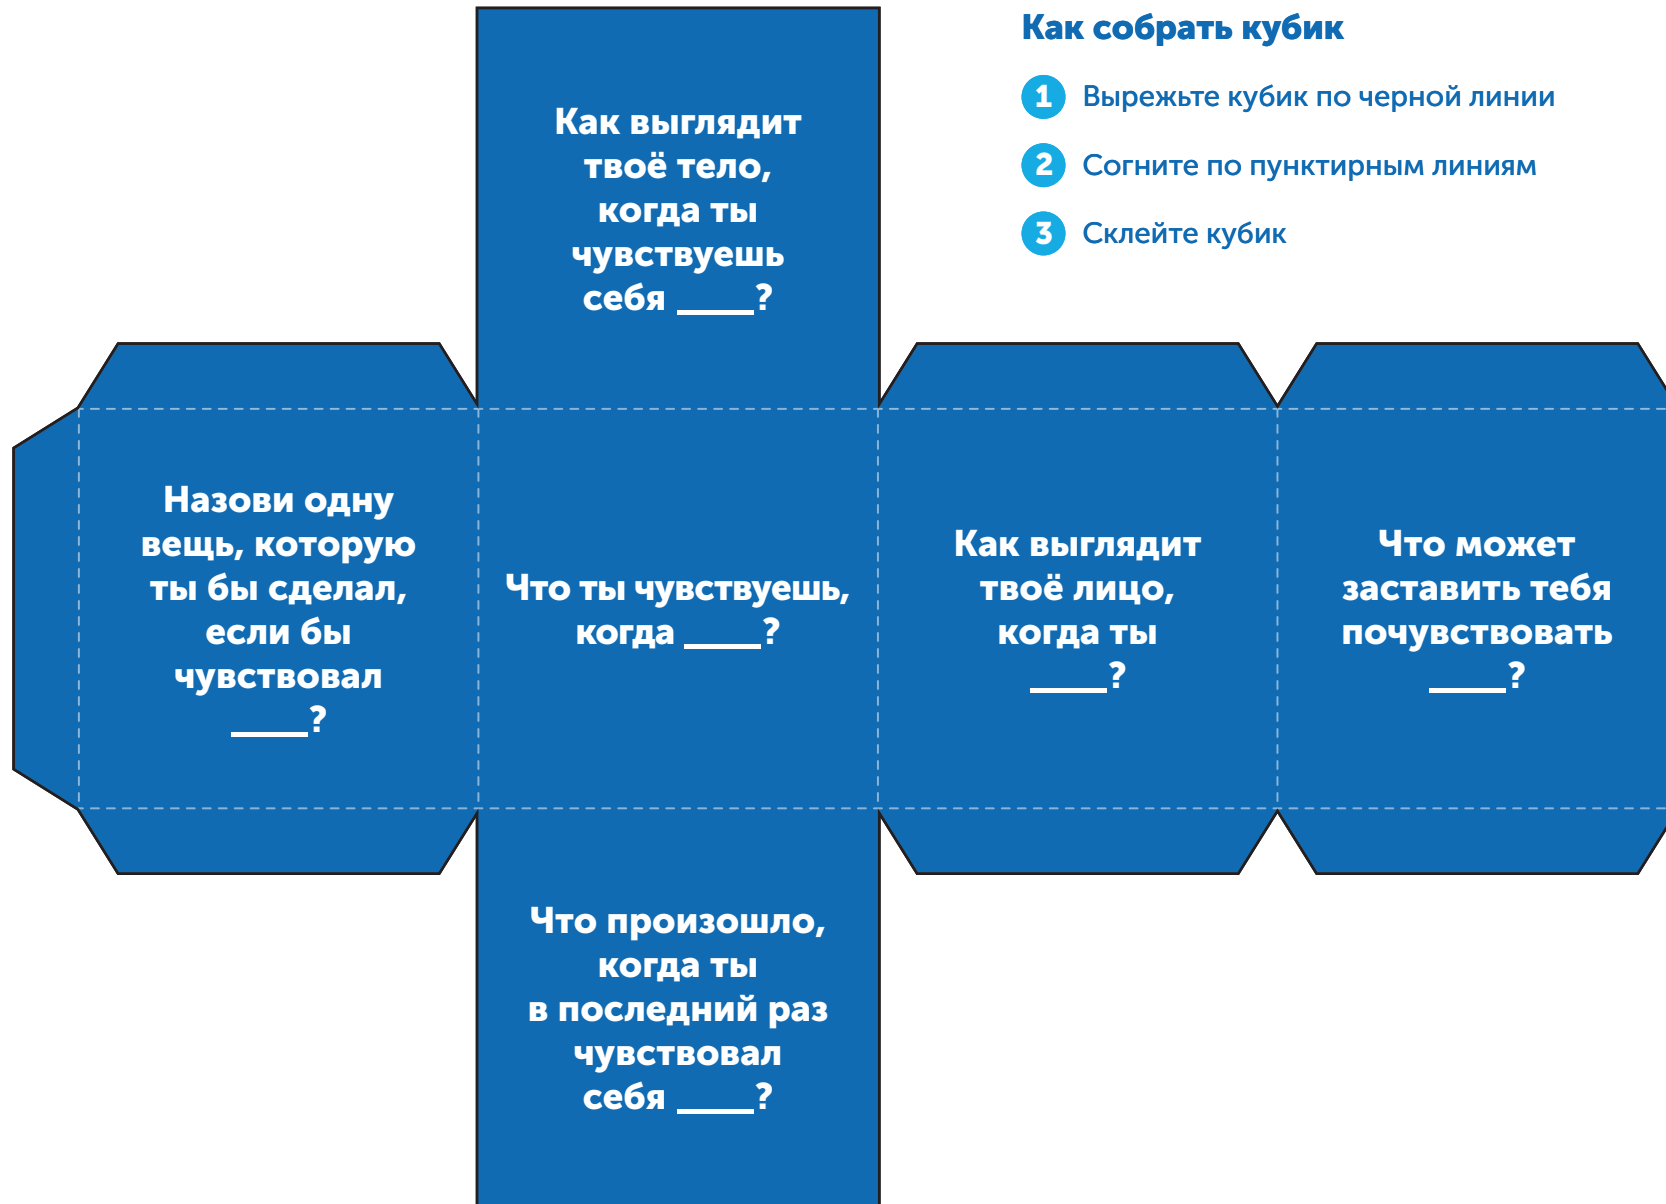 Как собрать кубик
1 Вырежьте кубик по черной линии
2 Согните по пунктирным линиям
3 Склейте кубик
Как выглядит
твоё тело,
когда ты
чувствуешь
себя ____?
Назови одну
вещь, которую
ты бы сделал,
если бы
чувствовал
____?
Что ты чувствуешь,
когда ____?
Как выглядит
твоё лицо,
когда ты
____?
Что может
заставить тебя
почувствовать
____?
Что произошло,
когда ты
в последний раз
чувствовал
себя ____?